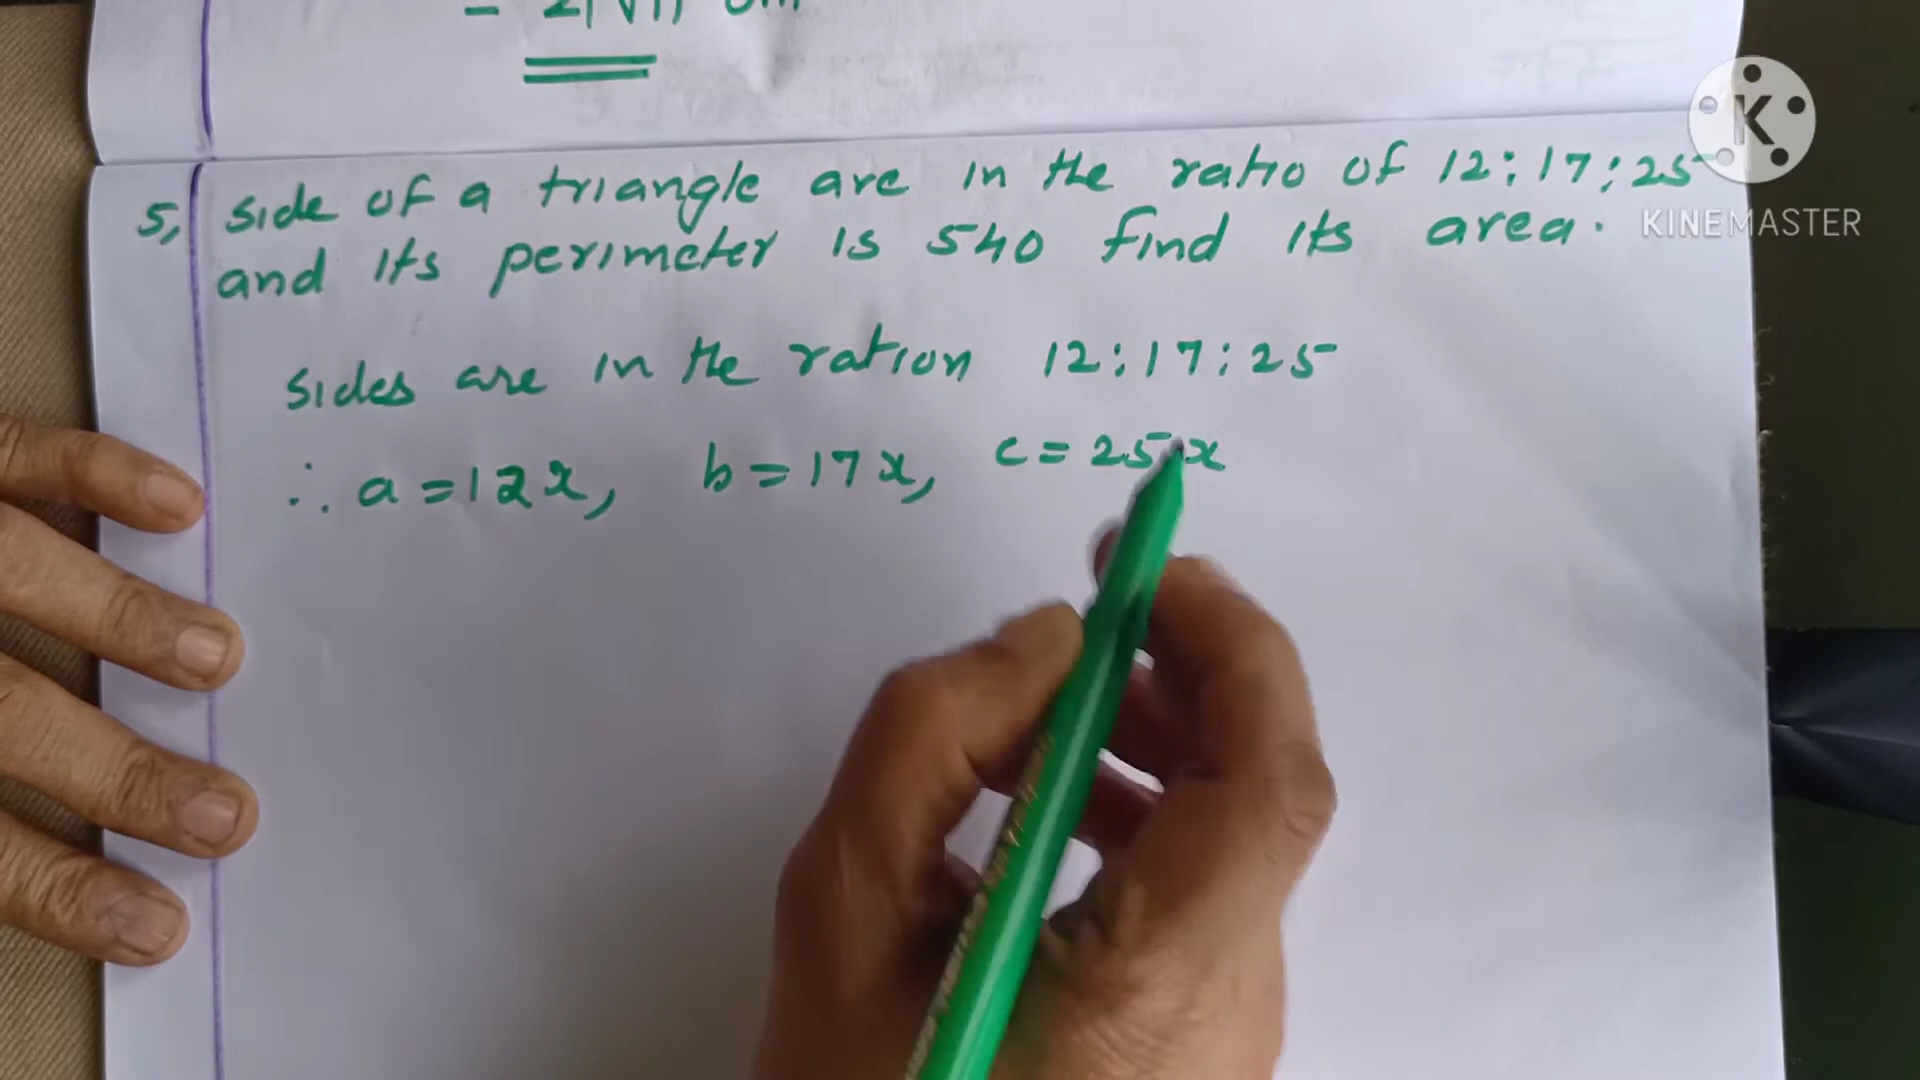 5, side of a triangle are in the ratio of 12:17:25
and its perimeter is 540 find its area.
sides are in the ration 12:17:25
∴ a=12x, b=17x, c=25x
K
KINEMASTER